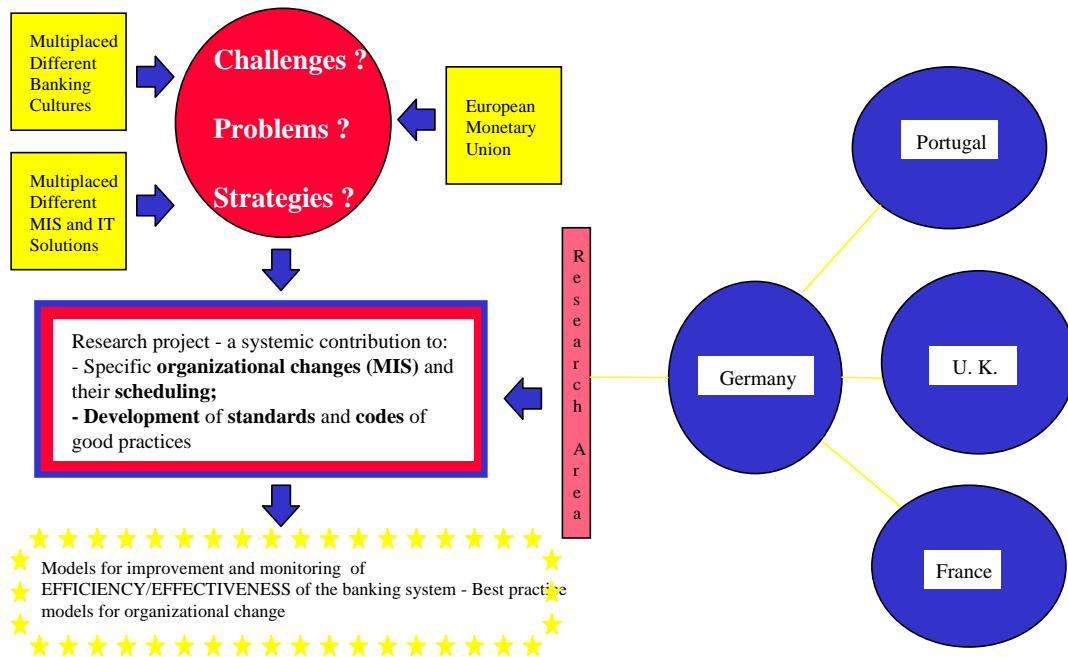 Multiplaced
Different
Banking
Cultures
Challenges ?
Problems ?
Strategies ?
European
Monetary
Union
Multiplaced
Different
MIS and IT
Solutions
Research project - a systemic contribution to:
- Specific organizational changes (MIS) and
their scheduling;
- Development of standards and codes of
good practices
Research Area
Portugal
Germany
U. K.
France
Models for improvement and monitoring of
EFFICIENCY/EFFECTIVENESS of the banking system - Best practice
models for organizational change